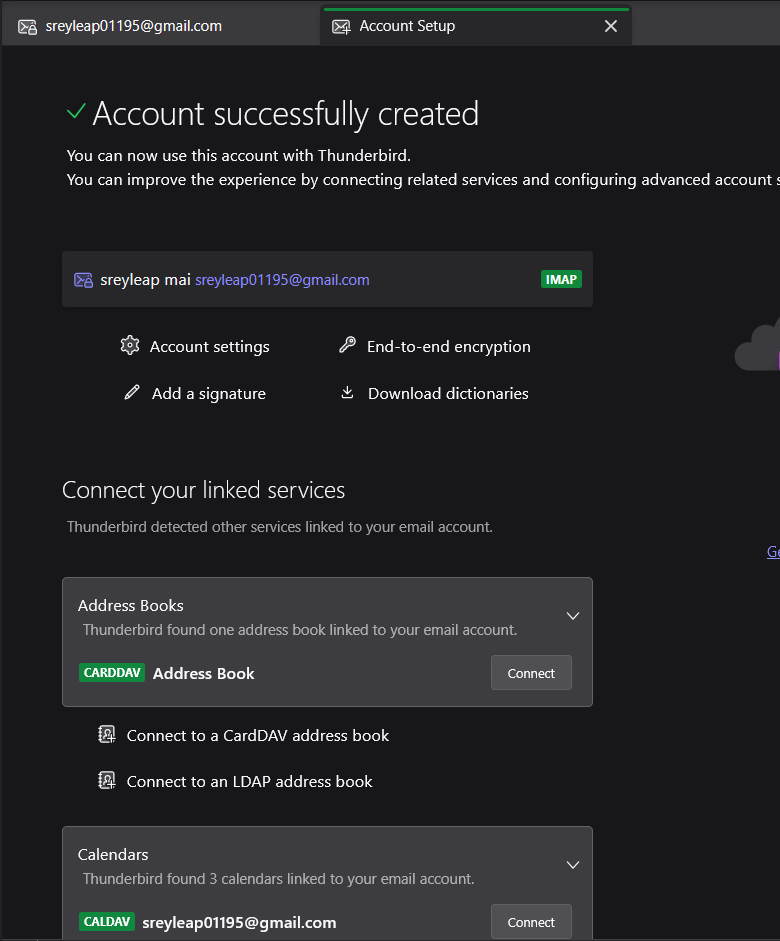 sreyleap01195@gmail.com
Account Setup
Account successfully created
You can now use this account with Thunderbird.
You can improve the experience by connecting related services and configuring advanced account
sreyleap mai sreyleap01195@gmail.com
IMAP
Account settings
End-to-end encryption
Add a signature
Download dictionaries
Connect your linked services
Thunderbird detected other services linked to your email account.
Address Books
Thunderbird found one address book linked to your email account.
CARDDAV Address Book
Connect
Connect to a CardDAV address book
Connect to an LDAP address book
Calendars
Thunderbird found 3 calendars linked to your email account.
CALDAV sreyleap01195@gmail.com
Connect